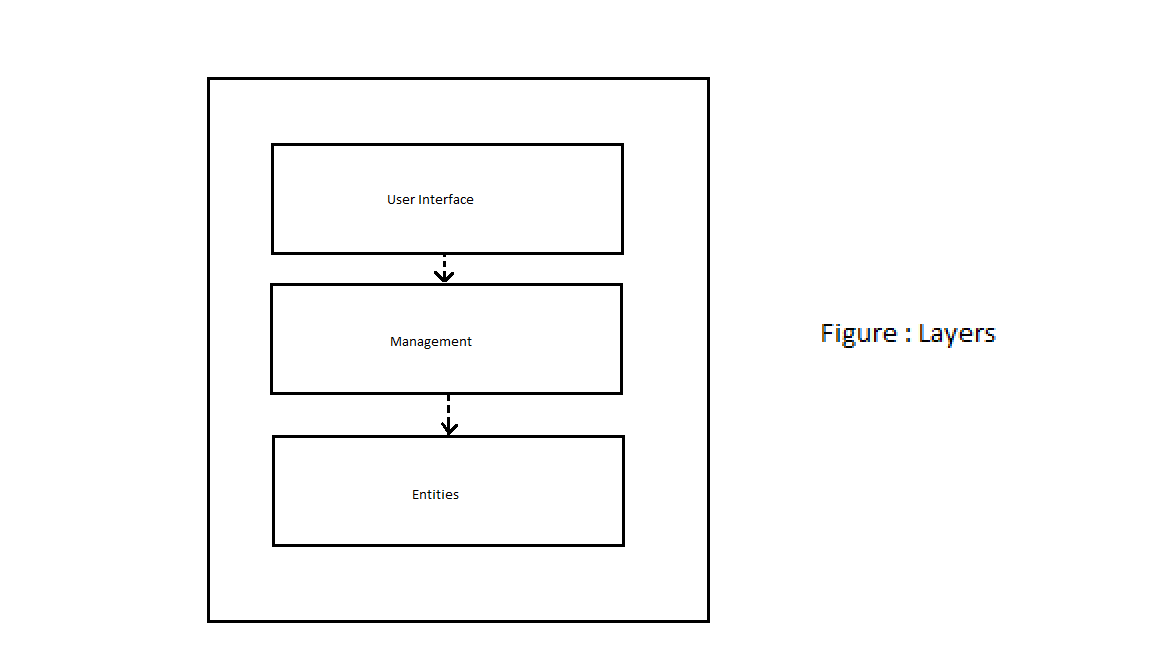 User Interface
Management
Figure : Layers
Entities